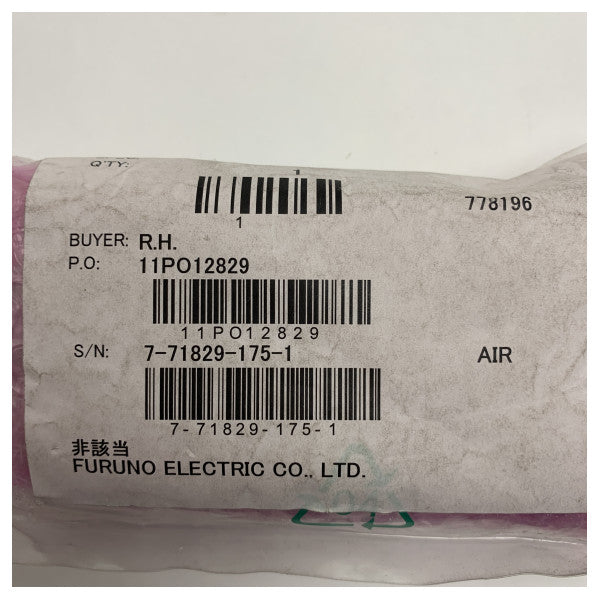 QTY: 1
1
778196
BUYER: R.H.
P.O: 11PO12829
11PO12829
S/N: 7-71829-175-1
AIR
7-71829-175-1
非該当
FURUNO ELECTRIC CO., LTD.